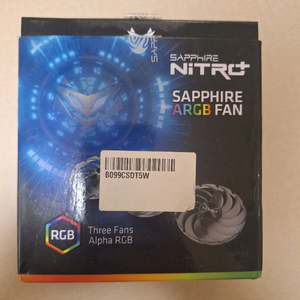 SAPPHIRE
NITRO+
SAPPHIRE
ARGB FAN
B099CSDT5W
RGB
Three Fans
Alpha RGB